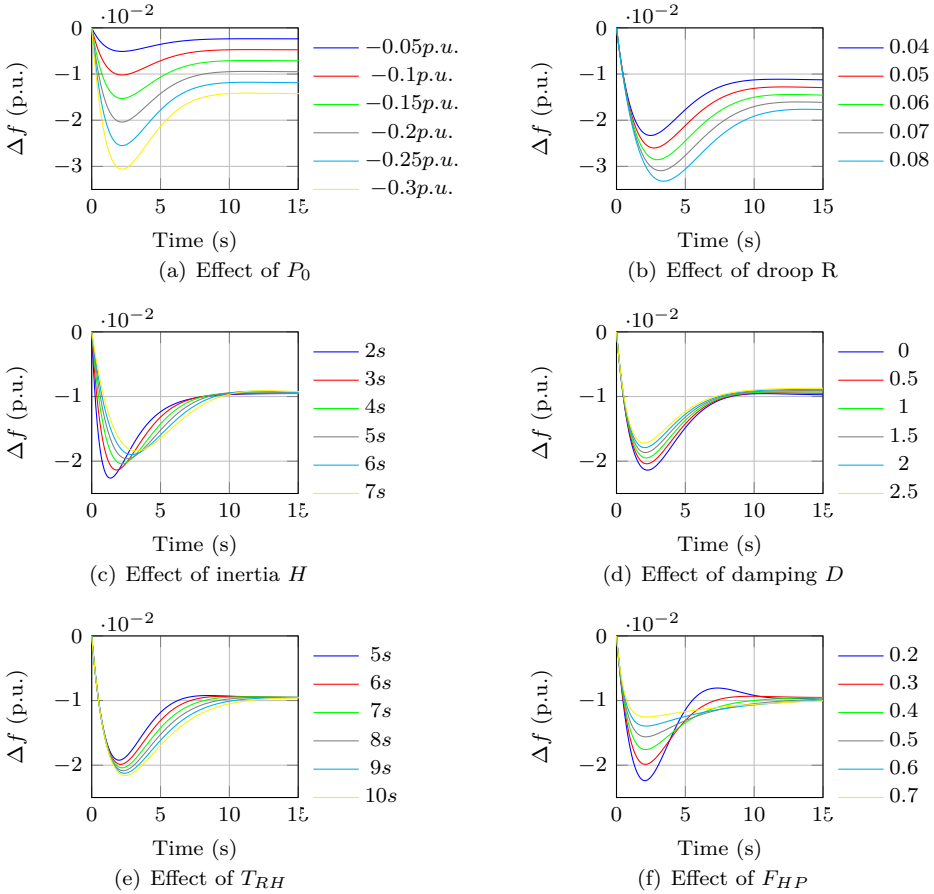 ·10−2
0
−1
−2
−3
Δf (p.u.)
0
5
10
15
Time (s)
−0.05p.u.
−0.1p.u.
−0.15p.u.
−0.2p.u.
−0.25p.u.
−0.3p.u.
(a) Effect of P0
·10−2
0
−1
−2
−3
Δf (p.u.)
0
5
10
15
Time (s)
0.04
0.05
0.06
0.07
0.08
(b) Effect of droop R
·10−2
0
−1
−2
Δf (p.u.)
0
5
10
15
Time (s)
2s
3s
4s
5s
6s
7s
(c) Effect of inertia H
·10−2
0
−1
−2
Δf (p.u.)
0
5
10
15
Time (s)
0
0.5
1
1.5
2
2.5
(d) Effect of damping D
·10−2
0
−1
−2
Δf (p.u.)
0
5
10
15
Time (s)
5s
6s
7s
8s
9s
10s
(e) Effect of TRH
·10−2
0
−1
−2
Δf (p.u.)
0
5
10
15
Time (s)
0.2
0.3
0.4
0.5
0.6
0.7
(f) Effect of FHP